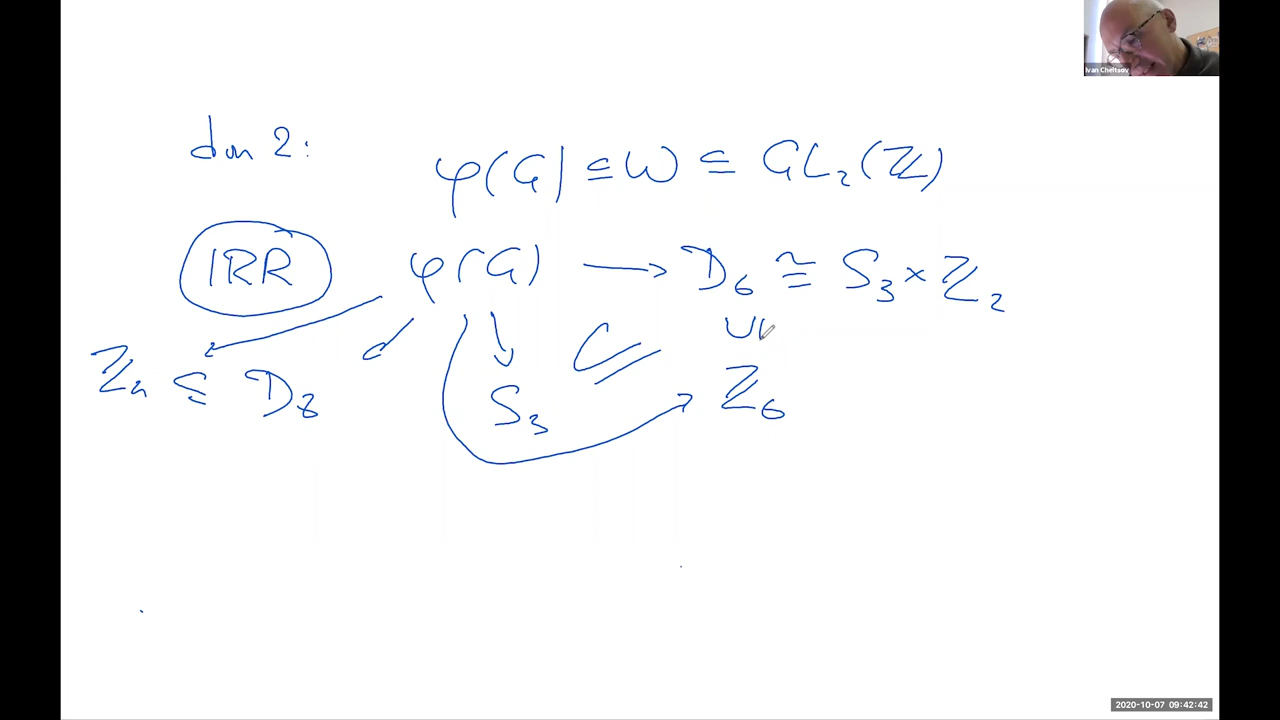 Ivan Cheltsov
dim 2:
φ(G) ⊆ W ⊆ GL₂(ℤ)
IRR φ(G) → D₆ ≅ S₃ × ℤ₂
∪∣
ℤ₄ ⊆ D₈ S₃ ⊂ ℤ₆
2020-10-07 09:42:42